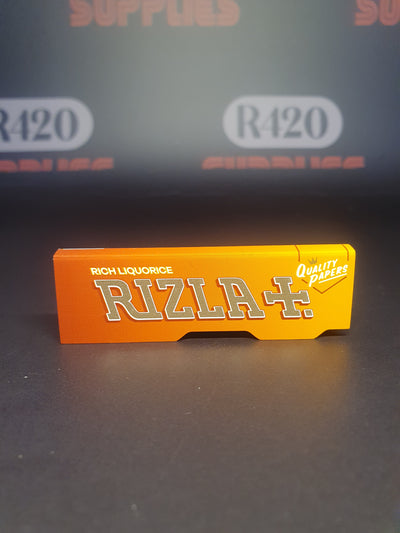 SUPPLIES
R420
R420
SUPPLIES
RICH LIQUORICE
RIZLA+.
QUALITY
PAPERS